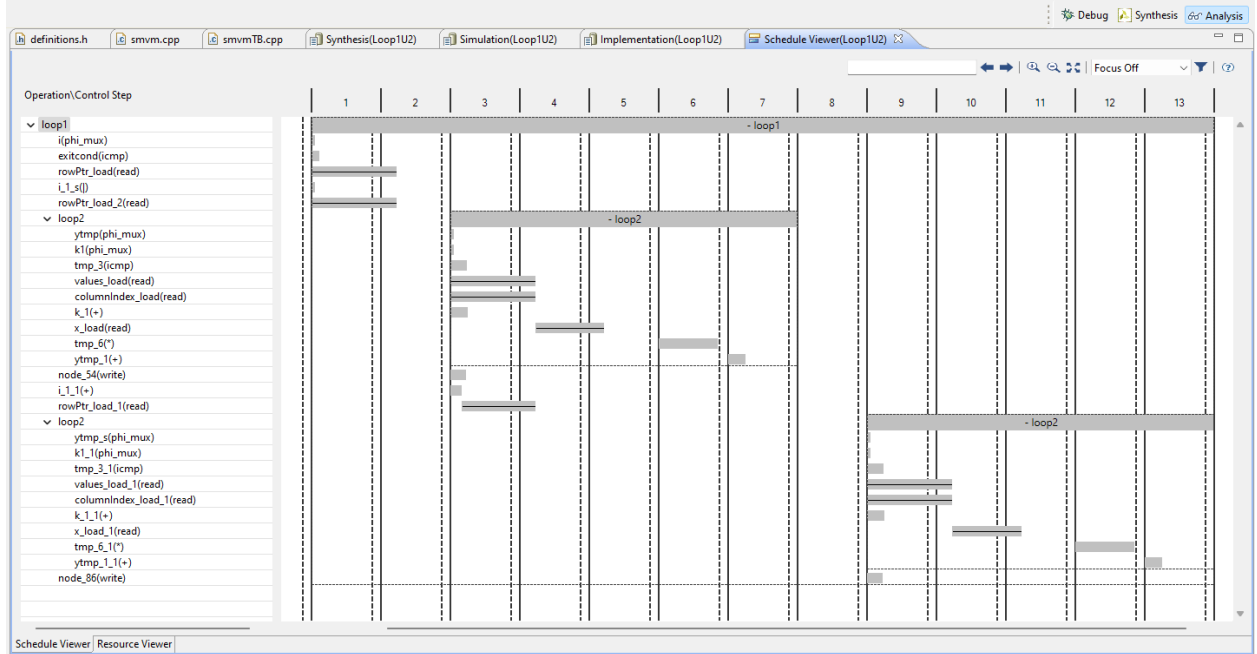 Debug Synthesis Analysis
definitions.h smvm.cpp smvmTB.cpp Synthesis(Loop1U2) Simulation(Loop1U2) Implementation(Loop1U2) Schedule Viewer(Loop1U2)
Focus Off
Operation\Control Step 1 2 3 4 5 6 7 8 9 10 11 12 13
loop1 - loop1
i(phi_mux)
exitcond(icmp)
rowPtr_load(read)
i_1_s(|)
rowPtr_load_2(read)
loop2 - loop2
ytmp(phi_mux)
k1(phi_mux)
tmp_3(icmp)
values_load(read)
columnIndex_load(read)
k_1(+)
x_load(read)
tmp_6(*)
ytmp_1(+)
node_54(write)
i_1_1(+)
rowPtr_load_1(read)
loop2 - loop2
ytmp_s(phi_mux)
k1_1(phi_mux)
tmp_3_1(icmp)
values_load_1(read)
columnIndex_load_1(read)
k_1_1(+)
x_load_1(read)
tmp_6_1(*)
ytmp_1_1(+)
node_86(write)
Schedule Viewer Resource Viewer